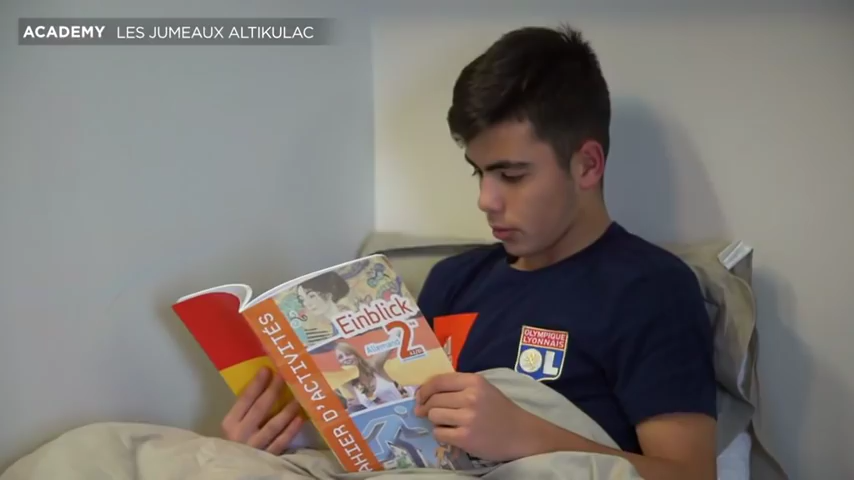 ACADEMY LES JUMEAUX ALTIKULAC
Einblick
Allemand
2
CAHIER D'ACTIVITÉS
OLYMPIQUE
LYONNAIS
OL